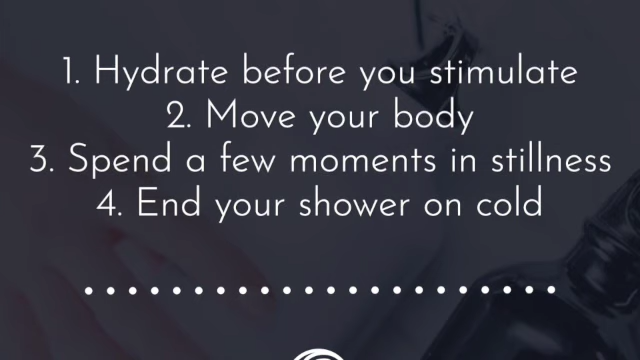 1. Hydrate before you stimulate
2. Move your body
3. Spend a few moments in stillness
4. End your shower on cold